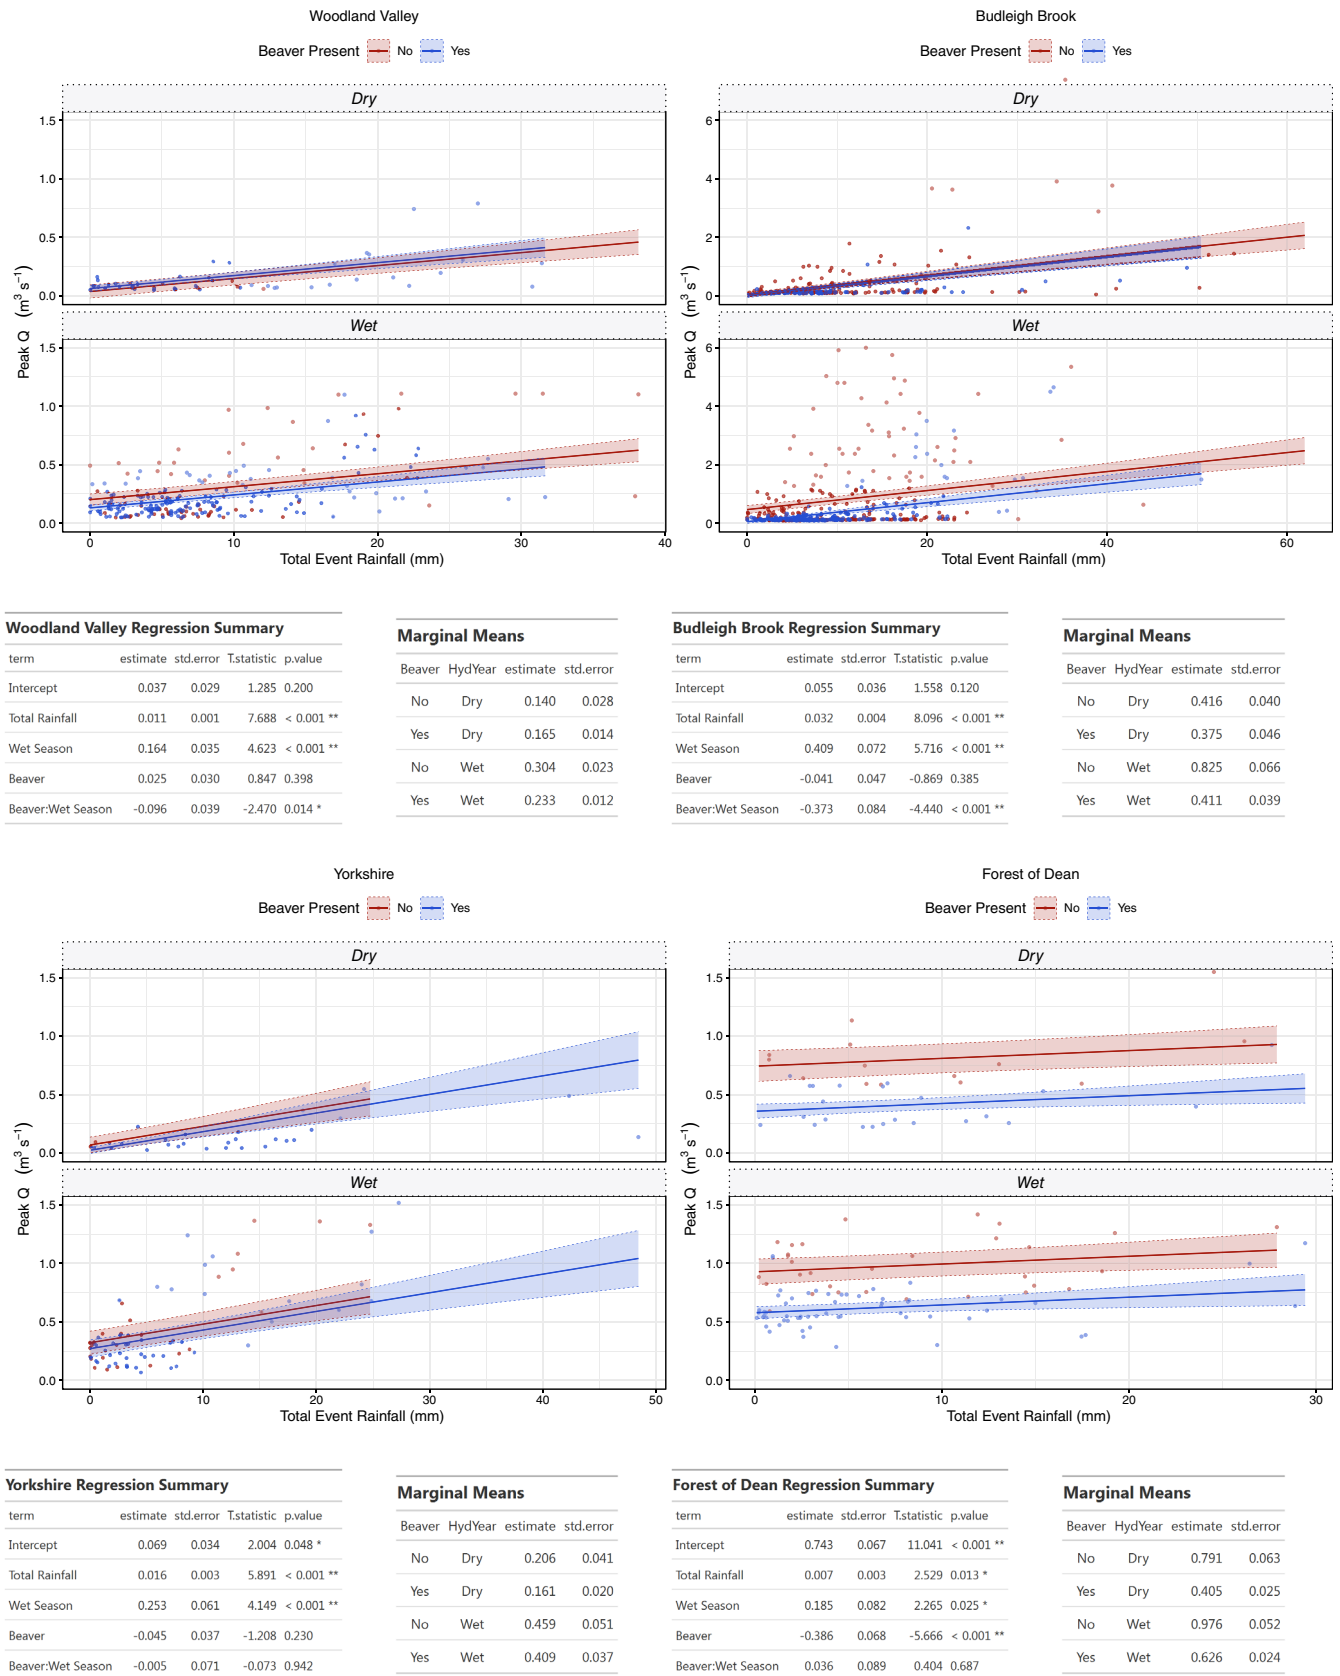 Woodland Valley
Beaver Present No Yes
Dry
1.5
1.0
0.5
0.0
Wet
1.5
1.0
0.5
0.0
0 10 20 30 40
Total Event Rainfall (mm)
Peak Q (m³ s⁻¹)
Budleigh Brook
Beaver Present No Yes
Dry
6
4
2
0
Wet
6
4
2
0
0 20 40 60
Total Event Rainfall (mm)
Peak Q (m³ s⁻¹)
Woodland Valley Regression Summary
term estimate std.error T.statistic p.value
Intercept 0.037 0.029 1.285 0.200
Total Rainfall 0.011 0.001 7.688 < 0.001 **
Wet Season 0.164 0.035 4.623 < 0.001 **
Beaver 0.025 0.030 0.847 0.398
Beaver:Wet Season -0.096 0.039 -2.470 0.014 *
Marginal Means
Beaver HydYear estimate std.error
No Dry 0.140 0.028
Yes Dry 0.165 0.014
No Wet 0.304 0.023
Yes Wet 0.233 0.012
Budleigh Brook Regression Summary
term estimate std.error T.statistic p.value
Intercept 0.055 0.036 1.558 0.120
Total Rainfall 0.032 0.004 8.096 < 0.001 **
Wet Season 0.409 0.072 5.716 < 0.001 **
Beaver -0.041 0.047 -0.869 0.385
Beaver:Wet Season -0.373 0.084 -4.440 < 0.001 **
Marginal Means
Beaver HydYear estimate std.error
No Dry 0.416 0.040
Yes Dry 0.375 0.046
No Wet 0.825 0.066
Yes Wet 0.411 0.039
Yorkshire
Beaver Present No Yes
Dry
1.5
1.0
0.5
0.0
Wet
1.5
1.0
0.5
0.0
0 10 20 30 40 50
Total Event Rainfall (mm)
Peak Q (m³ s⁻¹)
Forest of Dean
Beaver Present No Yes
Dry
1.5
1.0
0.5
0.0
Wet
1.5
1.0
0.5
0.0
0 10 20 30
Total Event Rainfall (mm)
Peak Q (m³ s⁻¹)
Yorkshire Regression Summary
term estimate std.error T.statistic p.value
Intercept 0.069 0.034 2.004 0.048 *
Total Rainfall 0.016 0.003 5.891 < 0.001 **
Wet Season 0.253 0.061 4.149 < 0.001 **
Beaver -0.045 0.037 -1.208 0.230
Beaver:Wet Season -0.005 0.071 -0.073 0.942
Marginal Means
Beaver HydYear estimate std.error
No Dry 0.206 0.041
Yes Dry 0.161 0.020
No Wet 0.459 0.051
Yes Wet 0.409 0.037
Forest of Dean Regression Summary
term estimate std.error T.statistic p.value
Intercept 0.743 0.067 11.041 < 0.001 **
Total Rainfall 0.007 0.003 2.529 0.013 *
Wet Season 0.185 0.082 2.265 0.025 *
Beaver -0.386 0.068 -5.666 < 0.001 **
Beaver:Wet Season 0.036 0.089 0.404 0.687
Marginal Means
Beaver HydYear estimate std.error
No Dry 0.791 0.063
Yes Dry 0.405 0.025
No Wet 0.976 0.052
Yes Wet 0.626 0.024